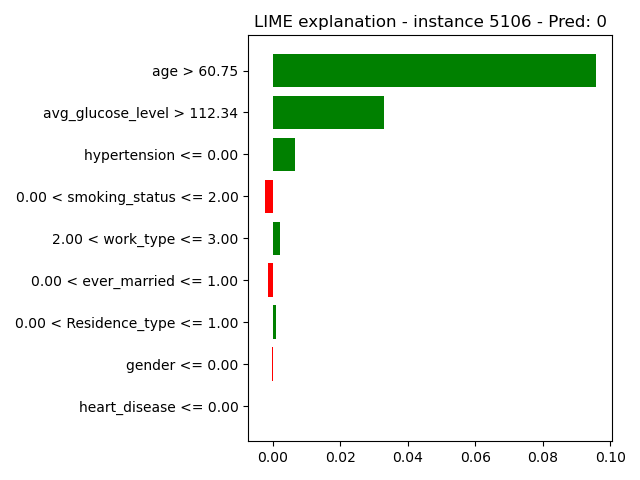 LIME explanation - instance 5106 - Pred: 0
age > 60.75
avg_glucose_level > 112.34
hypertension <= 0.00
0.00 < smoking_status <= 2.00
2.00 < work_type <= 3.00
0.00 < ever_married <= 1.00
0.00 < Residence_type <= 1.00
gender <= 0.00
heart_disease <= 0.00
0.00 0.02 0.04 0.06 0.08 0.10